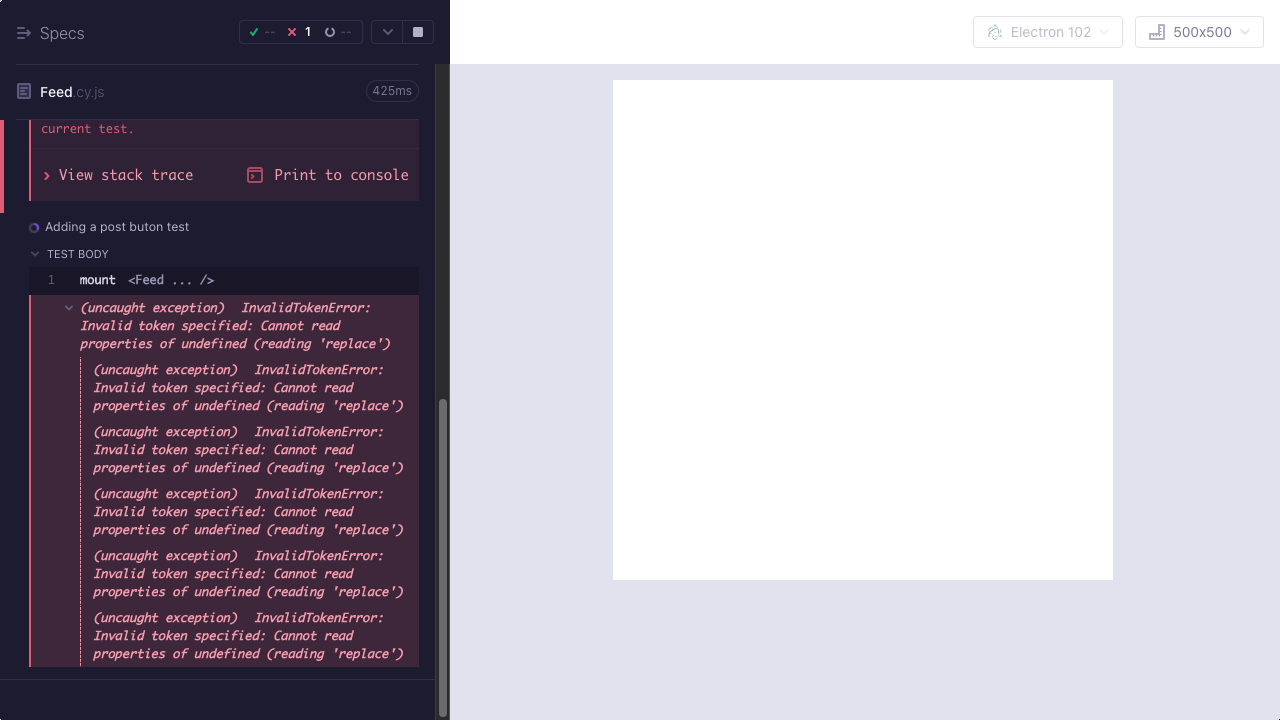 Specs
-- 1 --
Electron 102
500x500
Feed.cy.js
425ms
current test.
View stack trace
Print to console
Adding a post buton test
TEST BODY
1 mount <Feed ... />
(uncaught exception) InvalidTokenError:
Invalid token specified: Cannot read
properties of undefined (reading 'replace')
(uncaught exception) InvalidTokenError:
Invalid token specified: Cannot read
properties of undefined (reading 'replace')
(uncaught exception) InvalidTokenError:
Invalid token specified: Cannot read
properties of undefined (reading 'replace')
(uncaught exception) InvalidTokenError:
Invalid token specified: Cannot read
properties of undefined (reading 'replace')
(uncaught exception) InvalidTokenError:
Invalid token specified: Cannot read
properties of undefined (reading 'replace')
(uncaught exception) InvalidTokenError:
Invalid token specified: Cannot read
properties of undefined (reading 'replace')